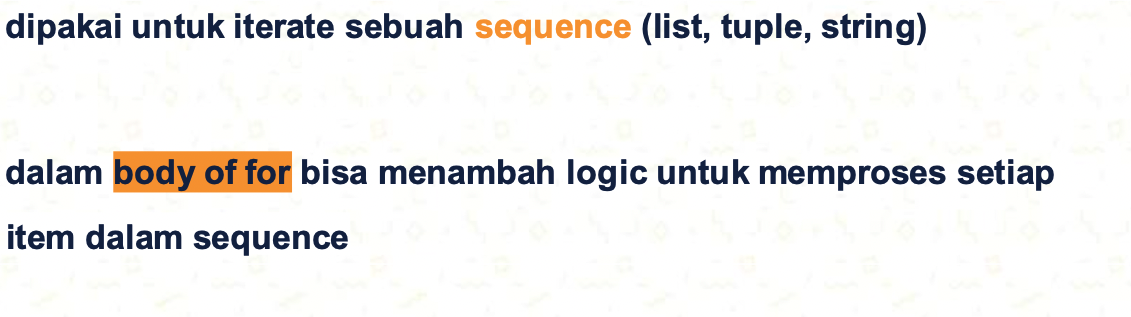 dipakai untuk iterate sebuah sequence (list, tuple, string)
dalam body of for bisa menambah logic untuk memproses setiap
item dalam sequence